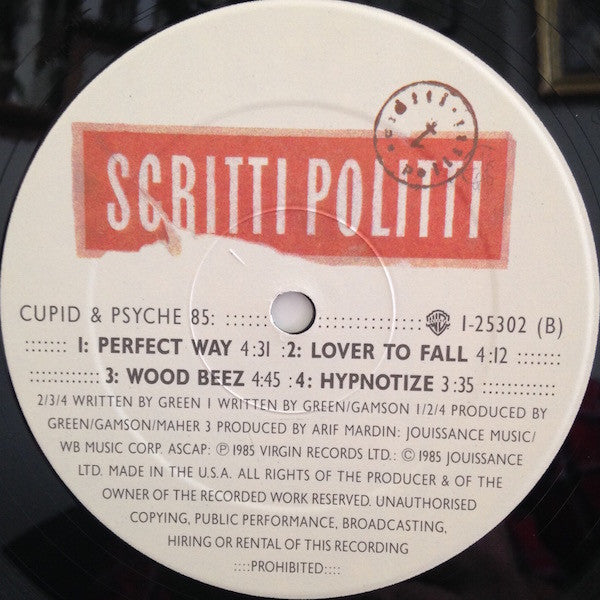 scritti · politti
SCRITTI POLITTI
CUPID & PSYCHE 85: :::::::::::::::::::: 1-25302 (B)
::::::: 1: PERFECT WAY 4:31 :2: LOVER TO FALL 4:12 ::::::
::::::::::::: 3: WOOD BEEZ 4:45 :4: HYPNOTIZE 3:35 ::::::::::::
2/3/4 WRITTEN BY GREEN 1 WRITTEN BY GREEN/GAMSON 1/2/4 PRODUCED BY
GREEN/GAMSON/MAHER 3 PRODUCED BY ARIF MARDIN: JOUISSANCE MUSIC/
WB MUSIC CORP, ASCAP: ℗ 1985 VIRGIN RECORDS LTD.: © 1985 JOUISSANCE
LTD. MADE IN THE U.S.A. ALL RIGHTS OF THE PRODUCER & OF THE
OWNER OF THE RECORDED WORK RESERVED. UNAUTHORISED
COPYING, PUBLIC PERFORMANCE, BROADCASTING,
HIRING OR RENTAL OF THIS RECORDING
::::PROHIBITED::::